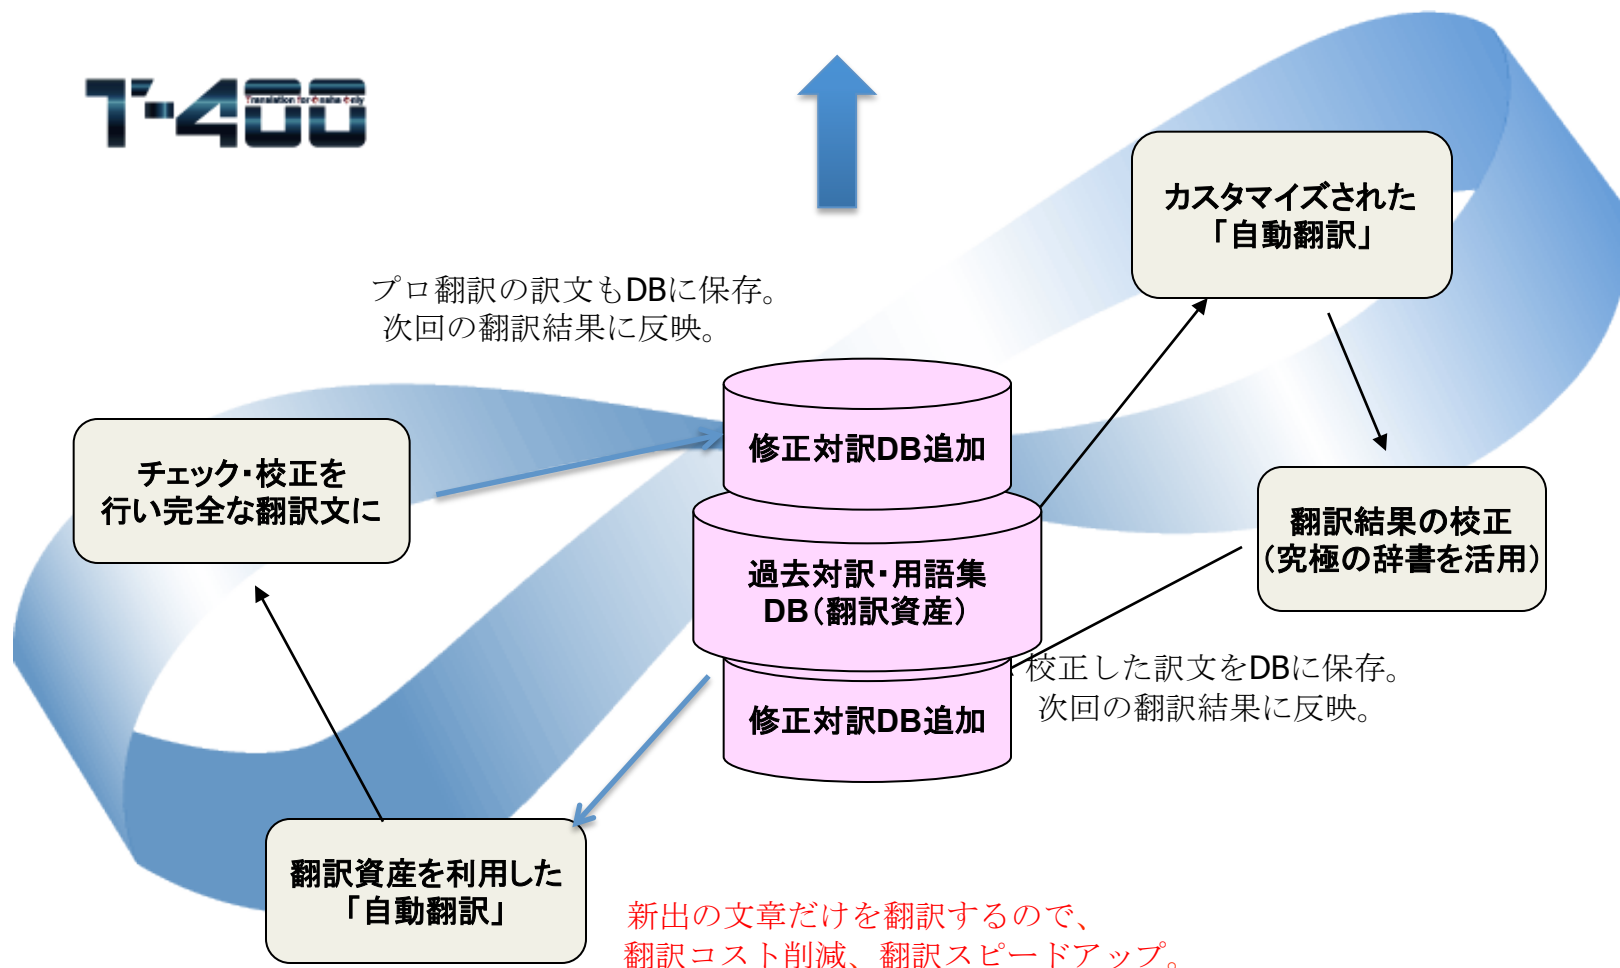 T-400
Translation for Onsha Only
カスタマイズされた
「自動翻訳」
プロ翻訳の訳文もDBに保存。
次回の翻訳結果に反映。
修正対訳DB追加
チェック・校正を
行い完全な翻訳文に
翻訳結果の校正
(究極の辞書を活用)
過去対訳・用語集
DB(翻訳資産)
校正した訳文をDBに保存。
次回の翻訳結果に反映。
修正対訳DB追加
翻訳資産を利用した
「自動翻訳」
新出の文章だけを翻訳するので、
翻訳コスト削減、翻訳スピードアップ。